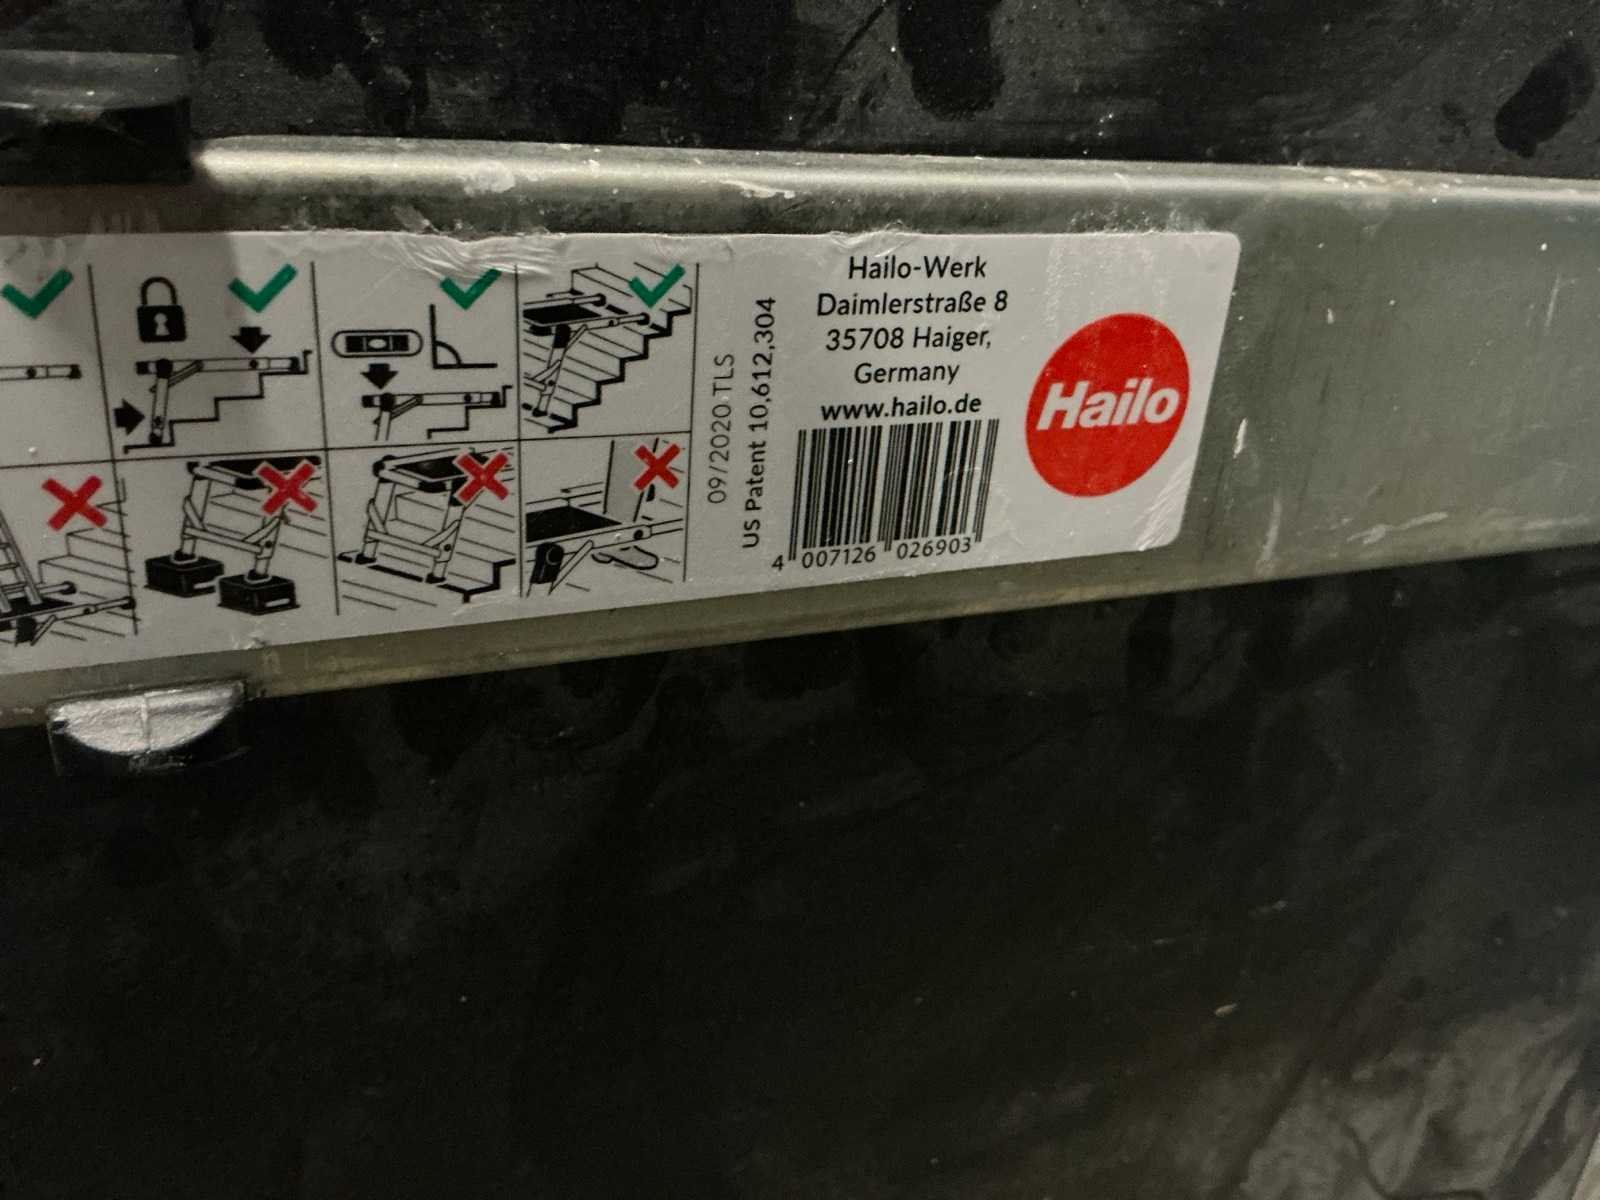 09/2020 TLS
US Patent 10,612,304
Hailo-Werk
Daimlerstraße 8
35708 Haiger,
Germany
www.hailo.de
4 007126 026903
Hailo